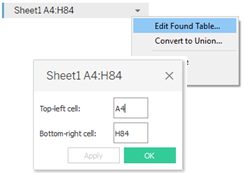 Sheet1 A4:H84
Edit Found Table...
Convert to Union...
Sheet1 A4:H84
Top-left cell:
A4
Bottom-right cell:
H84
Apply
OK